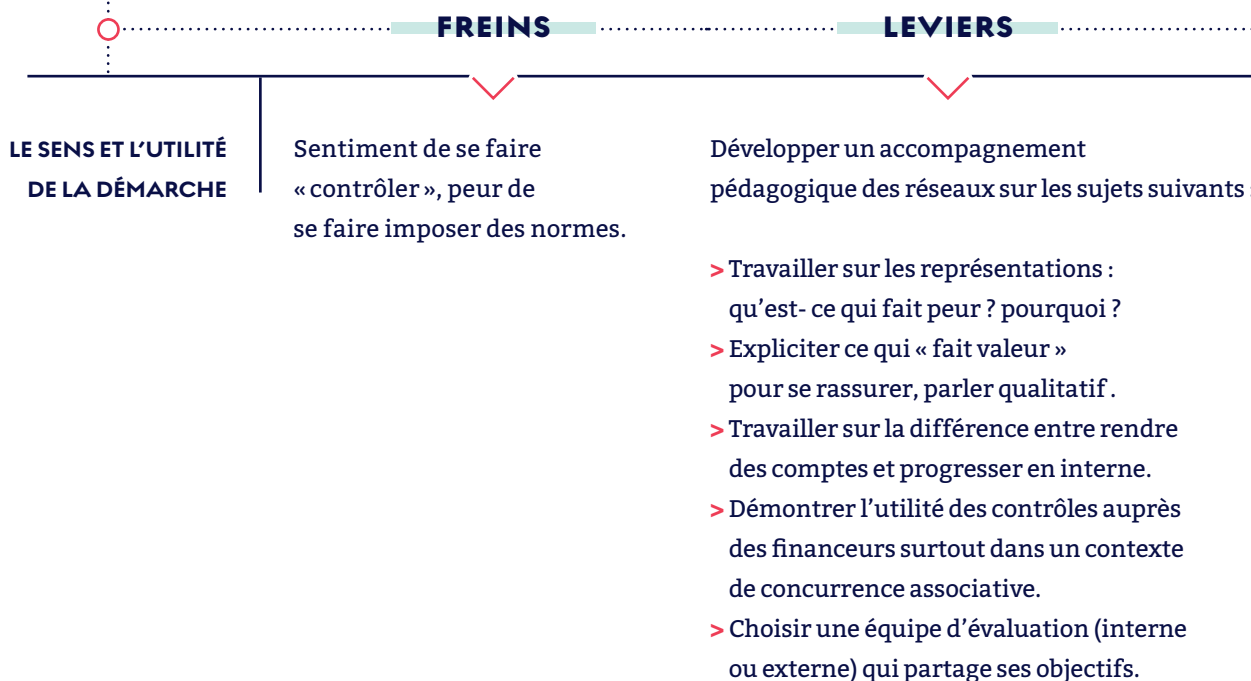 FREINS
LEVIERS
LE SENS ET L’UTILITÉ
DE LA DÉMARCHE
Sentiment de se faire
« contrôler », peur de
se faire imposer des normes.
Développer un accompagnement
pédagogique des réseaux sur les sujets suivants :
> Travailler sur les représentations :
qu’est- ce qui fait peur ? pourquoi ?
> Expliciter ce qui « fait valeur »
pour se rassurer, parler qualitatif .
> Travailler sur la différence entre rendre
des comptes et progresser en interne.
> Démontrer l’utilité des contrôles auprès
des financeurs surtout dans un contexte
de concurrence associative.
> Choisir une équipe d’évaluation (interne
ou externe) qui partage ses objectifs.